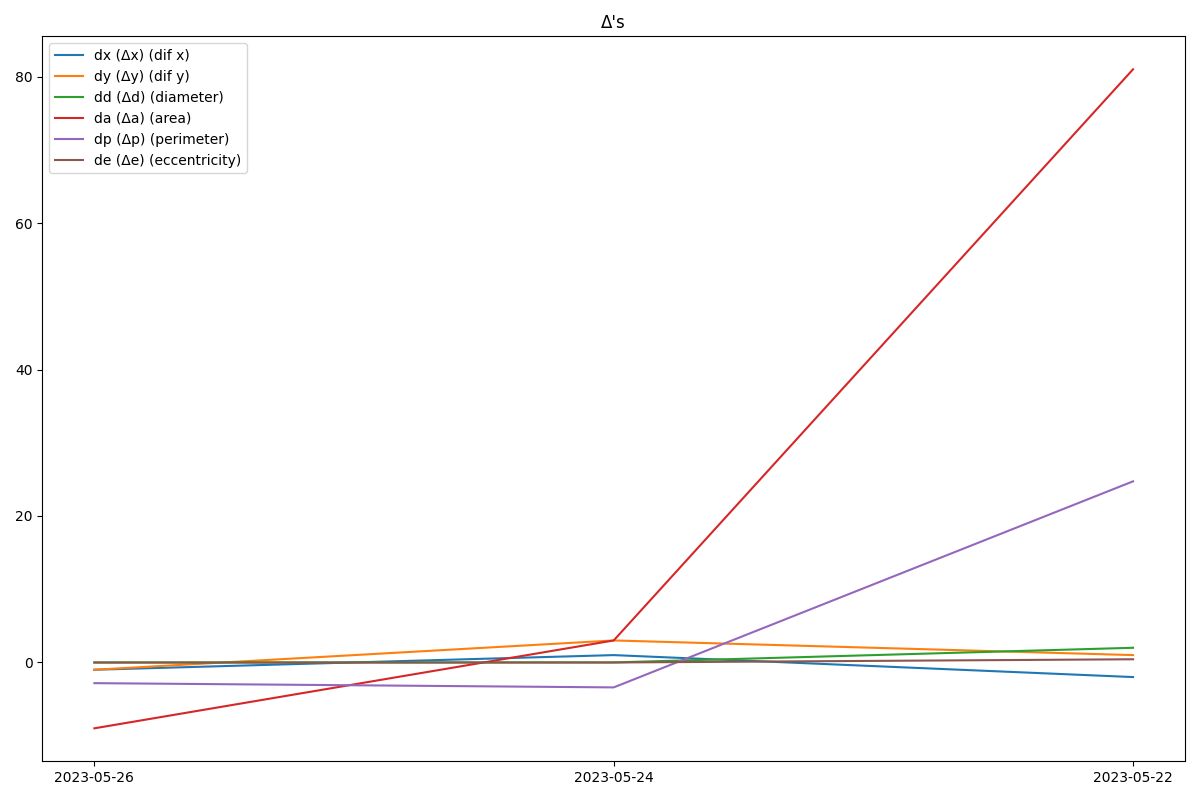 Δ's
dx (Δx) (dif x)
dy (Δy) (dif y)
dd (Δd) (diameter)
da (Δa) (area)
dp (Δp) (perimeter)
de (Δe) (eccentricity)
80
60
40
20
0
2023-05-26
2023-05-24
2023-05-22